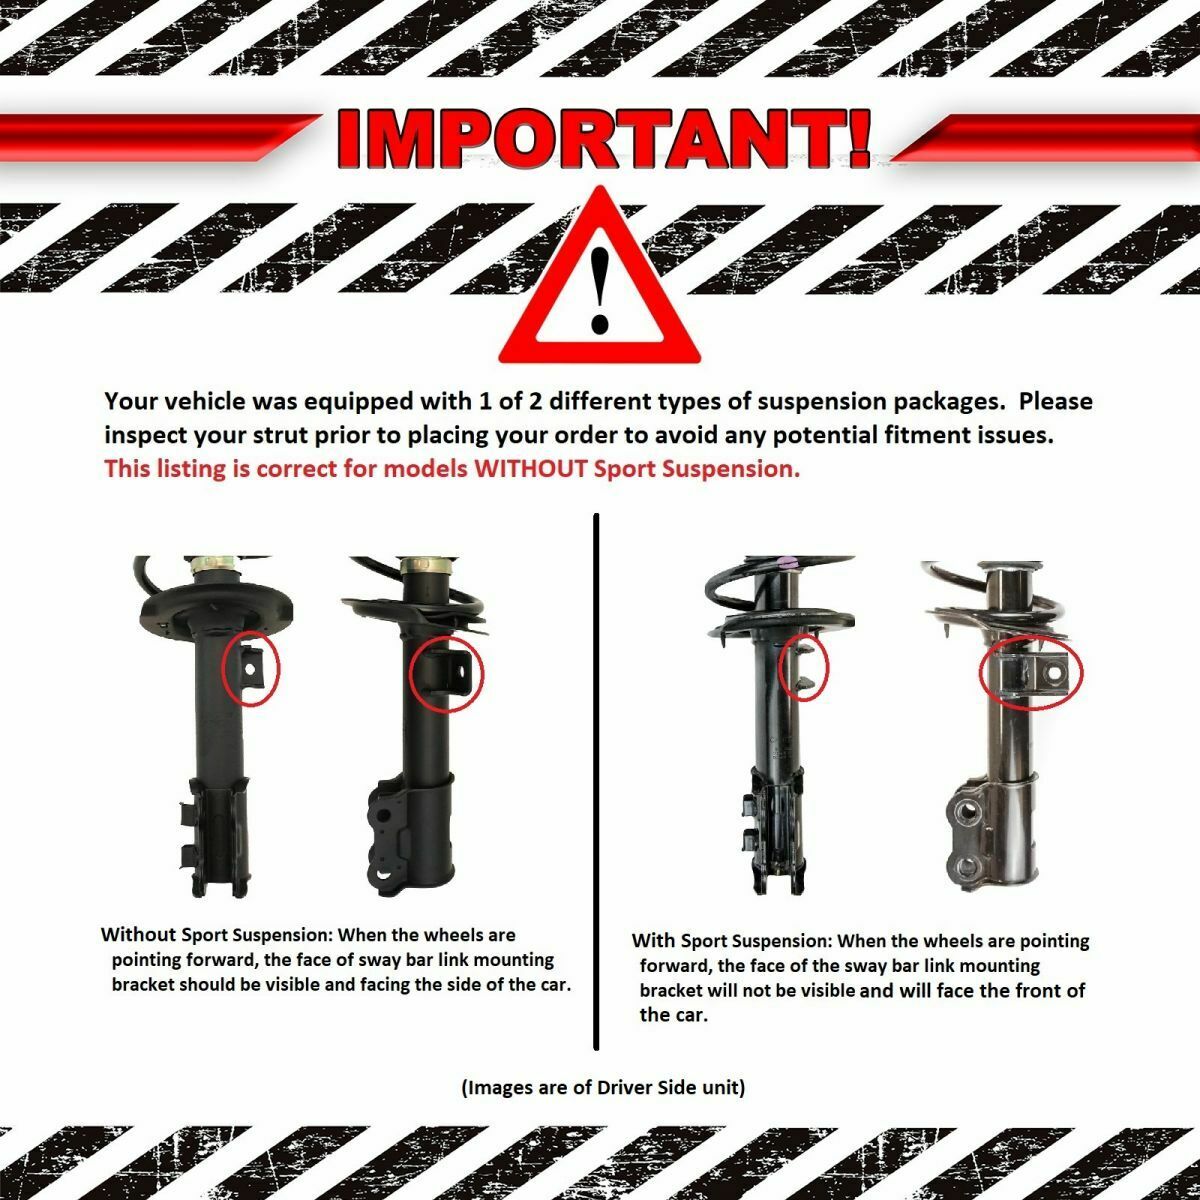 IMPORTANT!
Your vehicle was equipped with 1 of 2 different types of suspension packages.  Please
inspect your strut prior to placing your order to avoid any potential fitment issues.
This listing is correct for models WITHOUT Sport Suspension.
Without Sport Suspension: When the wheels are
pointing forward, the face of sway bar link mounting
bracket should be visible and facing the side of the car.
With Sport Suspension: When the wheels are pointing
forward, the face of the sway bar link mounting
bracket will not be visible and will face the front of
the car.
(Images are of Driver Side unit)